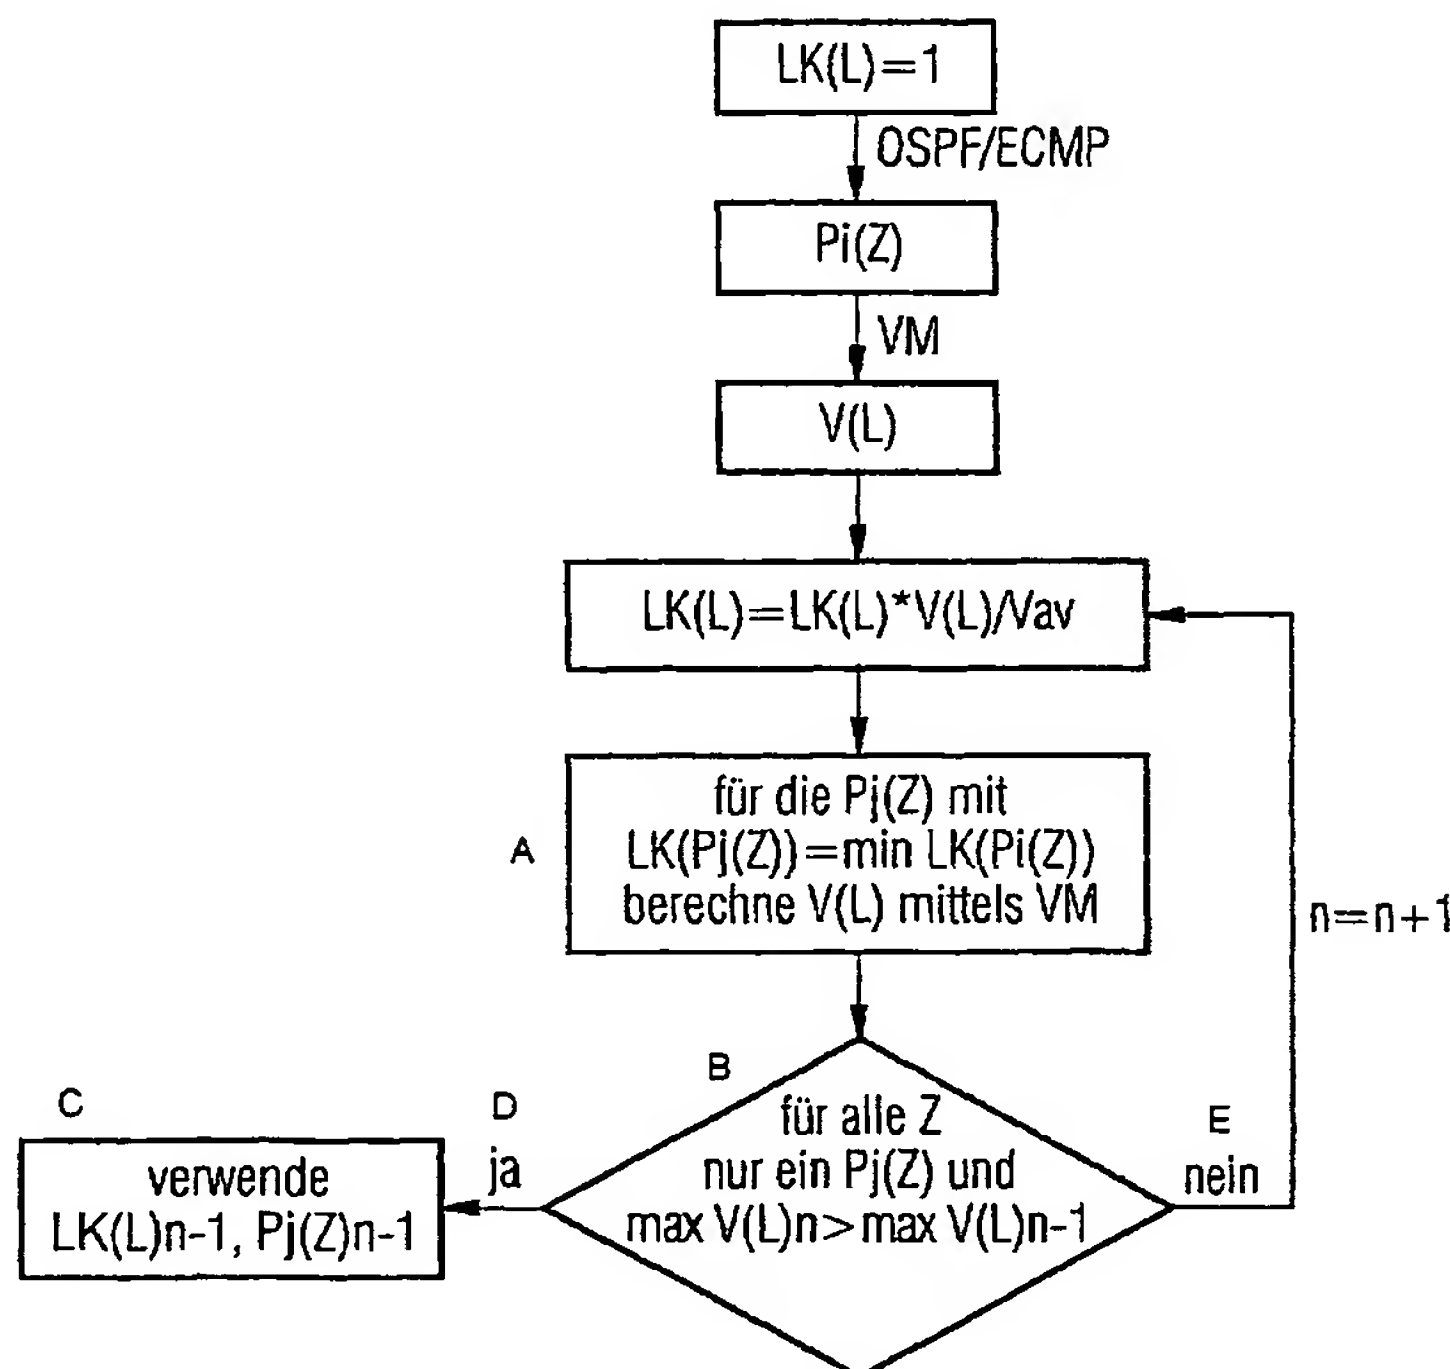 LK(L)=1
OSPF/ECMP
Pi(Z)
VM
V(L)
LK(L)=LK(L)*V(L)/Vav
A
für die Pj(Z) mit
LK(Pj(Z))=min LK(Pi(Z))
berechne V(L) mittels VM
n=n+1
B
für alle Z
nur ein Pj(Z) und
max V(L)n>max V(L)n-1
C
D
ja
E
nein
verwende
LK(L)n-1, Pj(Z)n-1